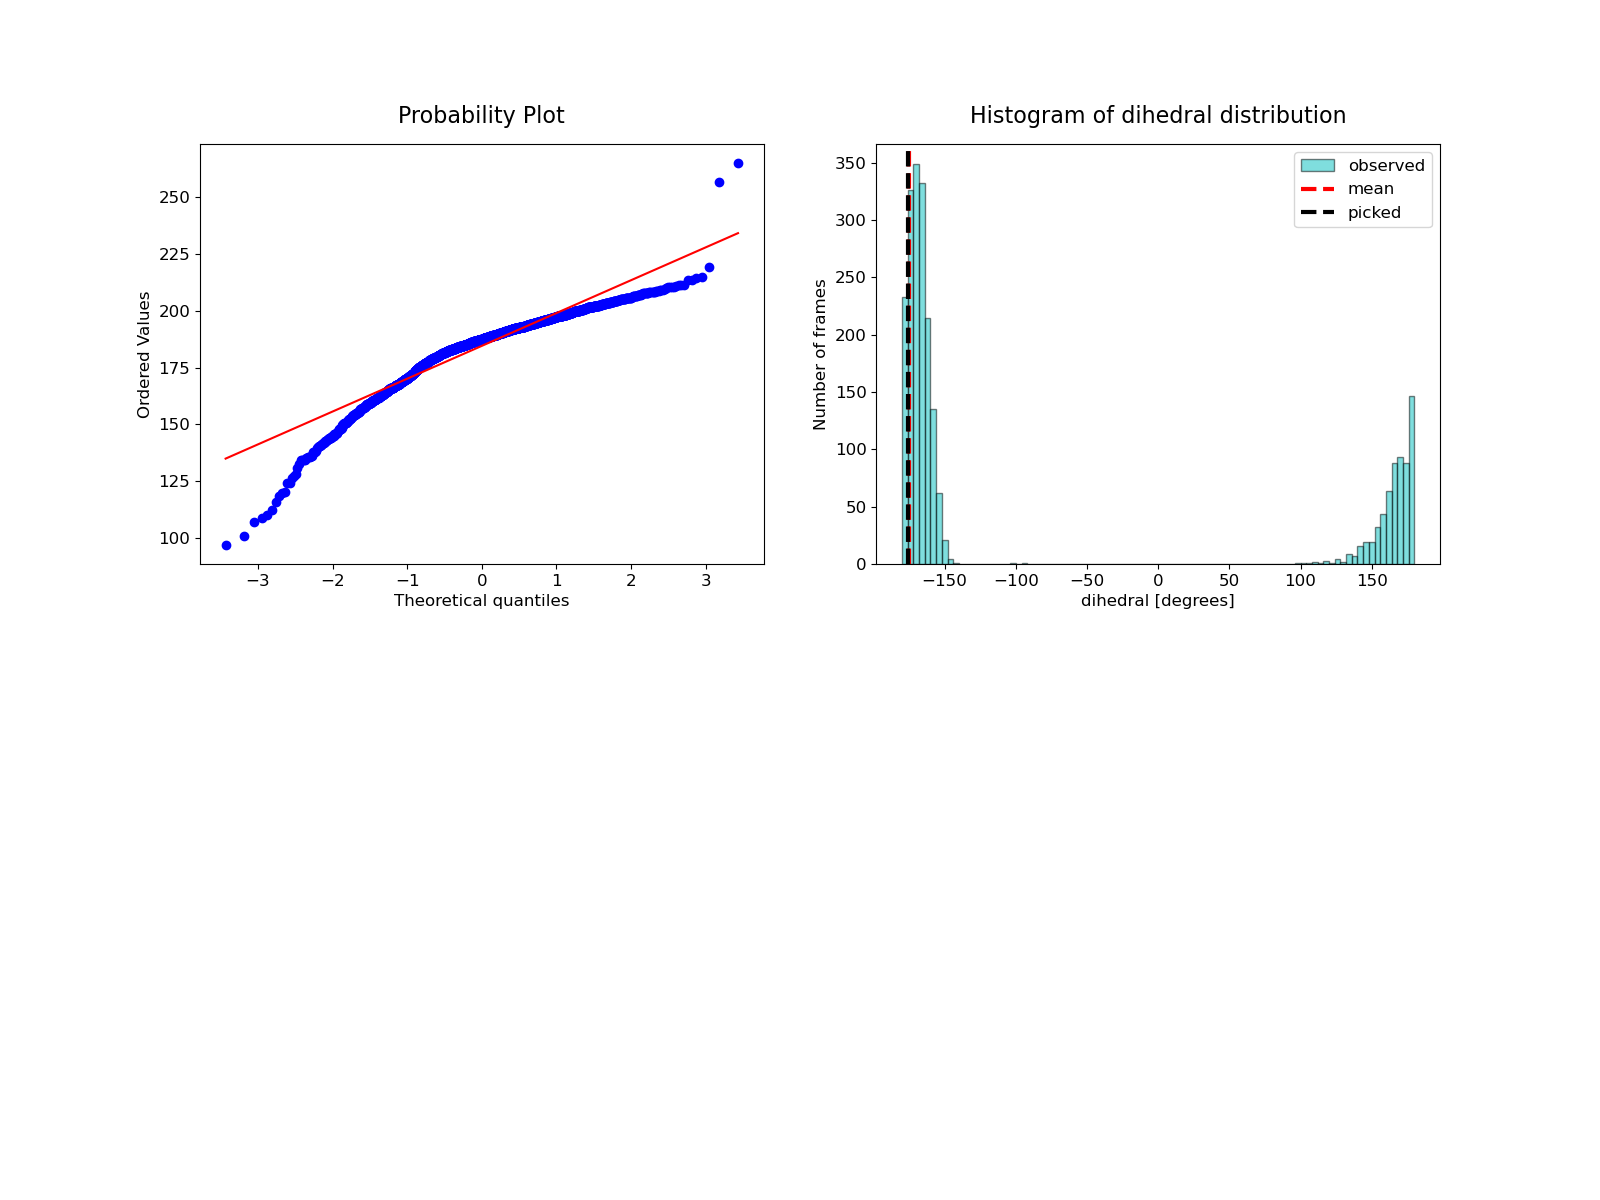 Probability Plot
Ordered Values
250
225
200
175
150
125
100
−3 −2 −1 0 1 2 3
Theoretical quantiles
Histogram of dihedral distribution
Number of frames
350
300
250
200
150
100
50
0
−150 −100 −50 0 50 100 150
dihedral [degrees]
observed
mean
picked